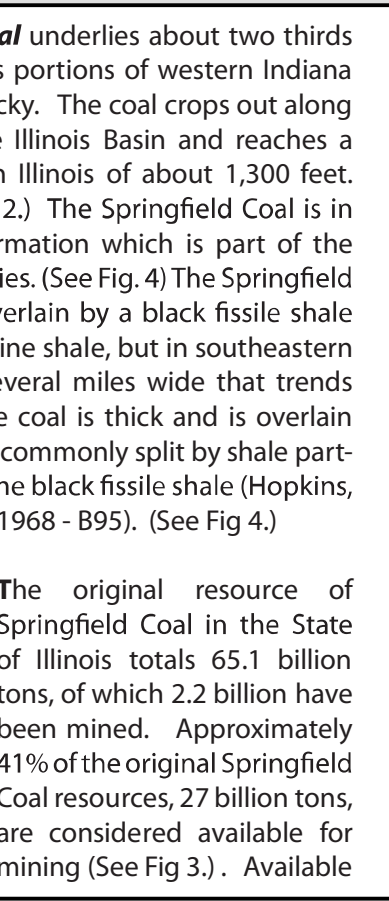 al underlies about two thirds
s portions of western Indiana
cky. The coal crops out along
e Illinois Basin and reaches a
n Illinois of about 1,300 feet.
2.) The Springfield Coal is in
rmation which is part of the
ies. (See Fig. 4) The Springfield
verlain by a black fissile shale
ine shale, but in southeastern
everal miles wide that trends
e coal is thick and is overlain
commonly split by shale part-
ne black fissile shale (Hopkins,
1968 - B95). (See Fig 4.)
The original resource of
Springfield Coal in the State
of Illinois totals 65.1 billion
tons, of which 2.2 billion have
been mined. Approximately
41% of the original Springfield
Coal resources, 27 billion tons,
are considered available for
mining (See Fig 3.) . Available